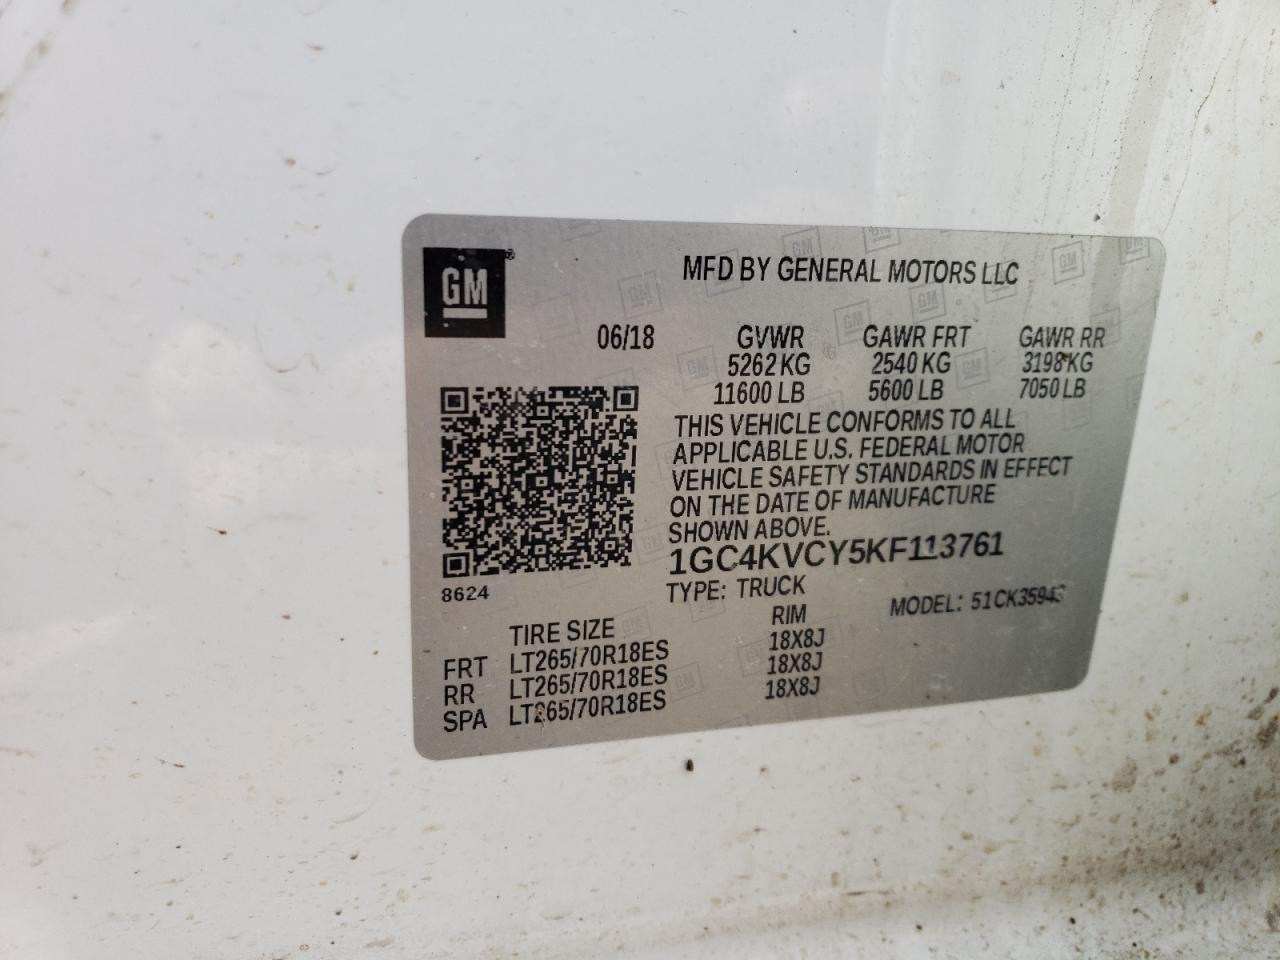 GM®
MFD BY GENERAL MOTORS LLC
06/18 GVWR GAWR FRT GAWR RR
5262 KG 2540 KG 3198 KG
11600 LB 5600 LB 7050 LB
THIS VEHICLE CONFORMS TO ALL
APPLICABLE U.S. FEDERAL MOTOR
VEHICLE SAFETY STANDARDS IN EFFECT
ON THE DATE OF MANUFACTURE
SHOWN ABOVE.
1GC4KVCY5KF113761
8624
TYPE: TRUCK MODEL: 51CK35943
TIRE SIZE RIM
FRT LT265/70R18ES 18X8J
RR LT265/70R18ES 18X8J
SPA LT265/70R18ES 18X8J